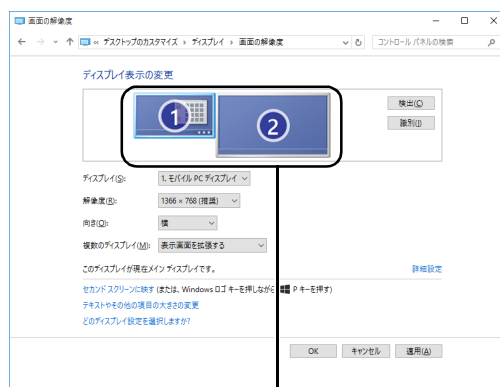 画面の解像度
« デスクトップのカスタマイズ › ディスプレイ › 画面の解像度
コントロール パネルの検索
ディスプレイ表示の変更
1
2
検出(C)
識別(I)
ディスプレイ(S): 1. モバイル PC ディスプレイ
解像度(R): 1366 × 768 (推奨)
向き(O): 横
複数のディスプレイ(M): 表示画面を拡張する
このディスプレイが現在メイン ディスプレイです。
詳細設定
セカンド スクリーンに映す (または、Windows ロゴ キーを押しながら P キーを押す)
テキストやその他の項目の大きさの変更
どのディスプレイ設定を選択しますか?
OK キャンセル 適用(A)